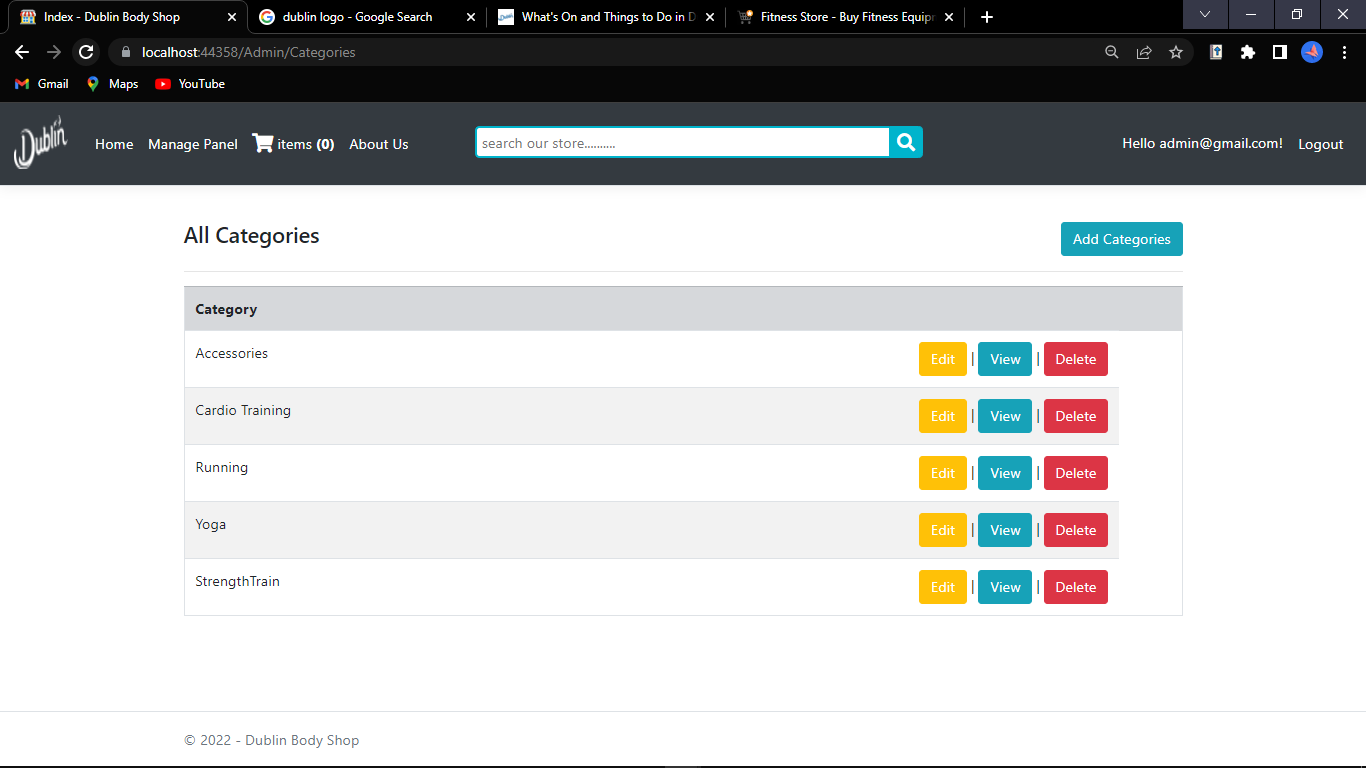 Index - Dublin Body Shop
dublin logo - Google Search
What's On and Things to Do in D
Fitness Store - Buy Fitness Equip
localhost:44358/Admin/Categories
Gmail
Maps
YouTube
Dublin
Home
Manage Panel
items (0)
About Us
search our store..........
Hello admin@gmail.com!
Logout
All Categories
Add Categories
Category
Accessories
Edit | View | Delete
Cardio Training
Edit | View | Delete
Running
Edit | View | Delete
Yoga
Edit | View | Delete
StrengthTrain
Edit | View | Delete
© 2022 - Dublin Body Shop